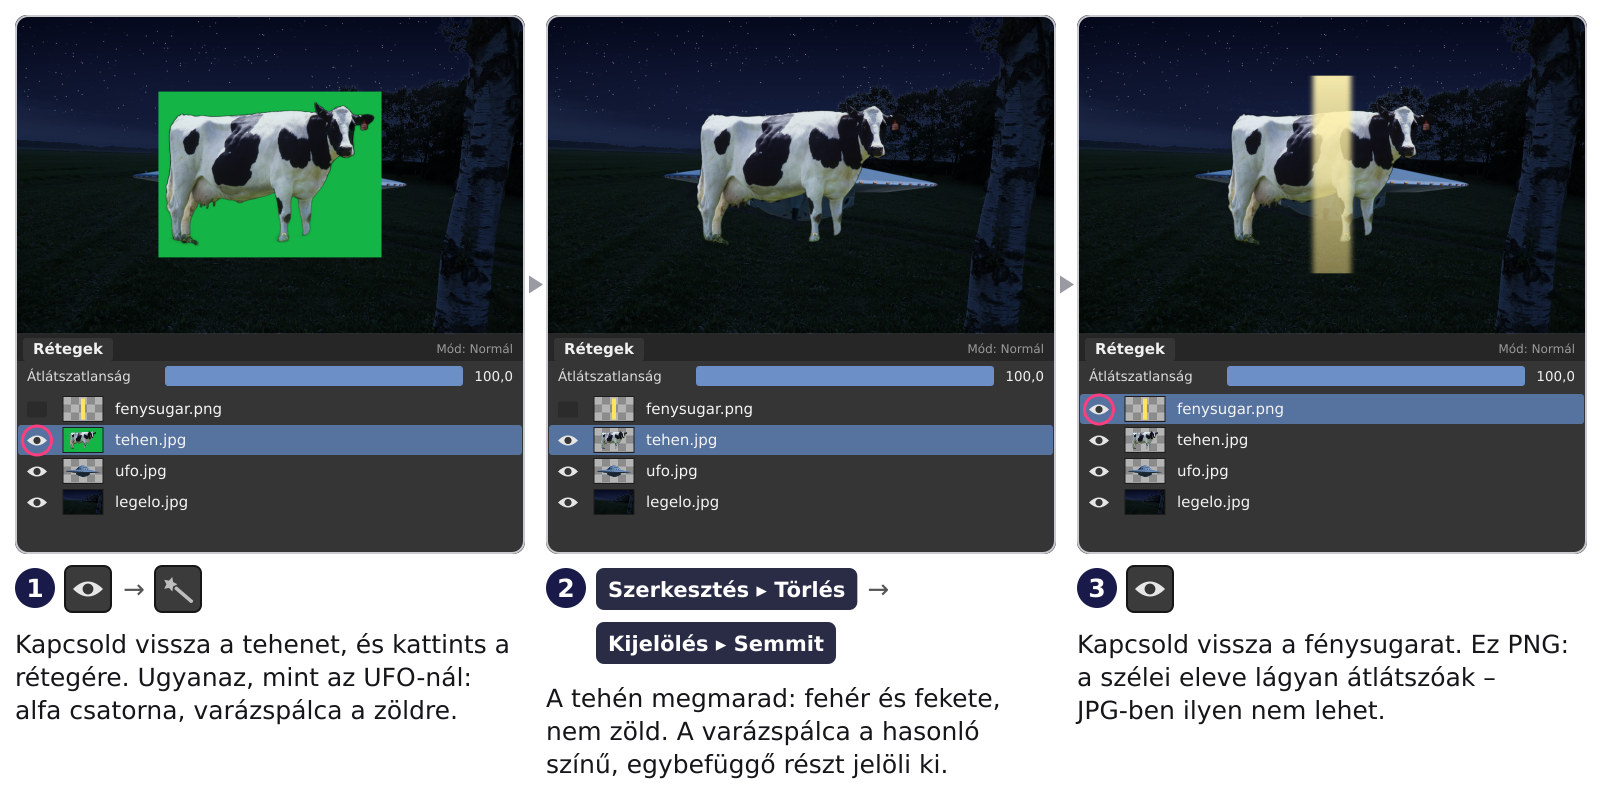 Rétegek
Mód: Normál
Átlátszatlanság
100,0
fenysugar.png
tehen.jpg
ufo.jpg
legelo.jpg
1 →
Kapcsold vissza a tehenet, és kattints a
rétegére. Ugyanaz, mint az UFO-nál:
alfa csatorna, varázspálca a zöldre.
Rétegek
Mód: Normál
Átlátszatlanság
100,0
fenysugar.png
tehen.jpg
ufo.jpg
legelo.jpg
2 Szerkesztés ▸ Törlés →
Kijelölés ▸ Semmit
A tehén megmarad: fehér és fekete,
nem zöld. A varázspálca a hasonló
színű, egybefüggő részt jelöli ki.
Rétegek
Mód: Normál
Átlátszatlanság
100,0
fenysugar.png
tehen.jpg
ufo.jpg
legelo.jpg
3
Kapcsold vissza a fénysugarat. Ez PNG:
a szélei eleve lágyan átlátszóak –
JPG-ben ilyen nem lehet.